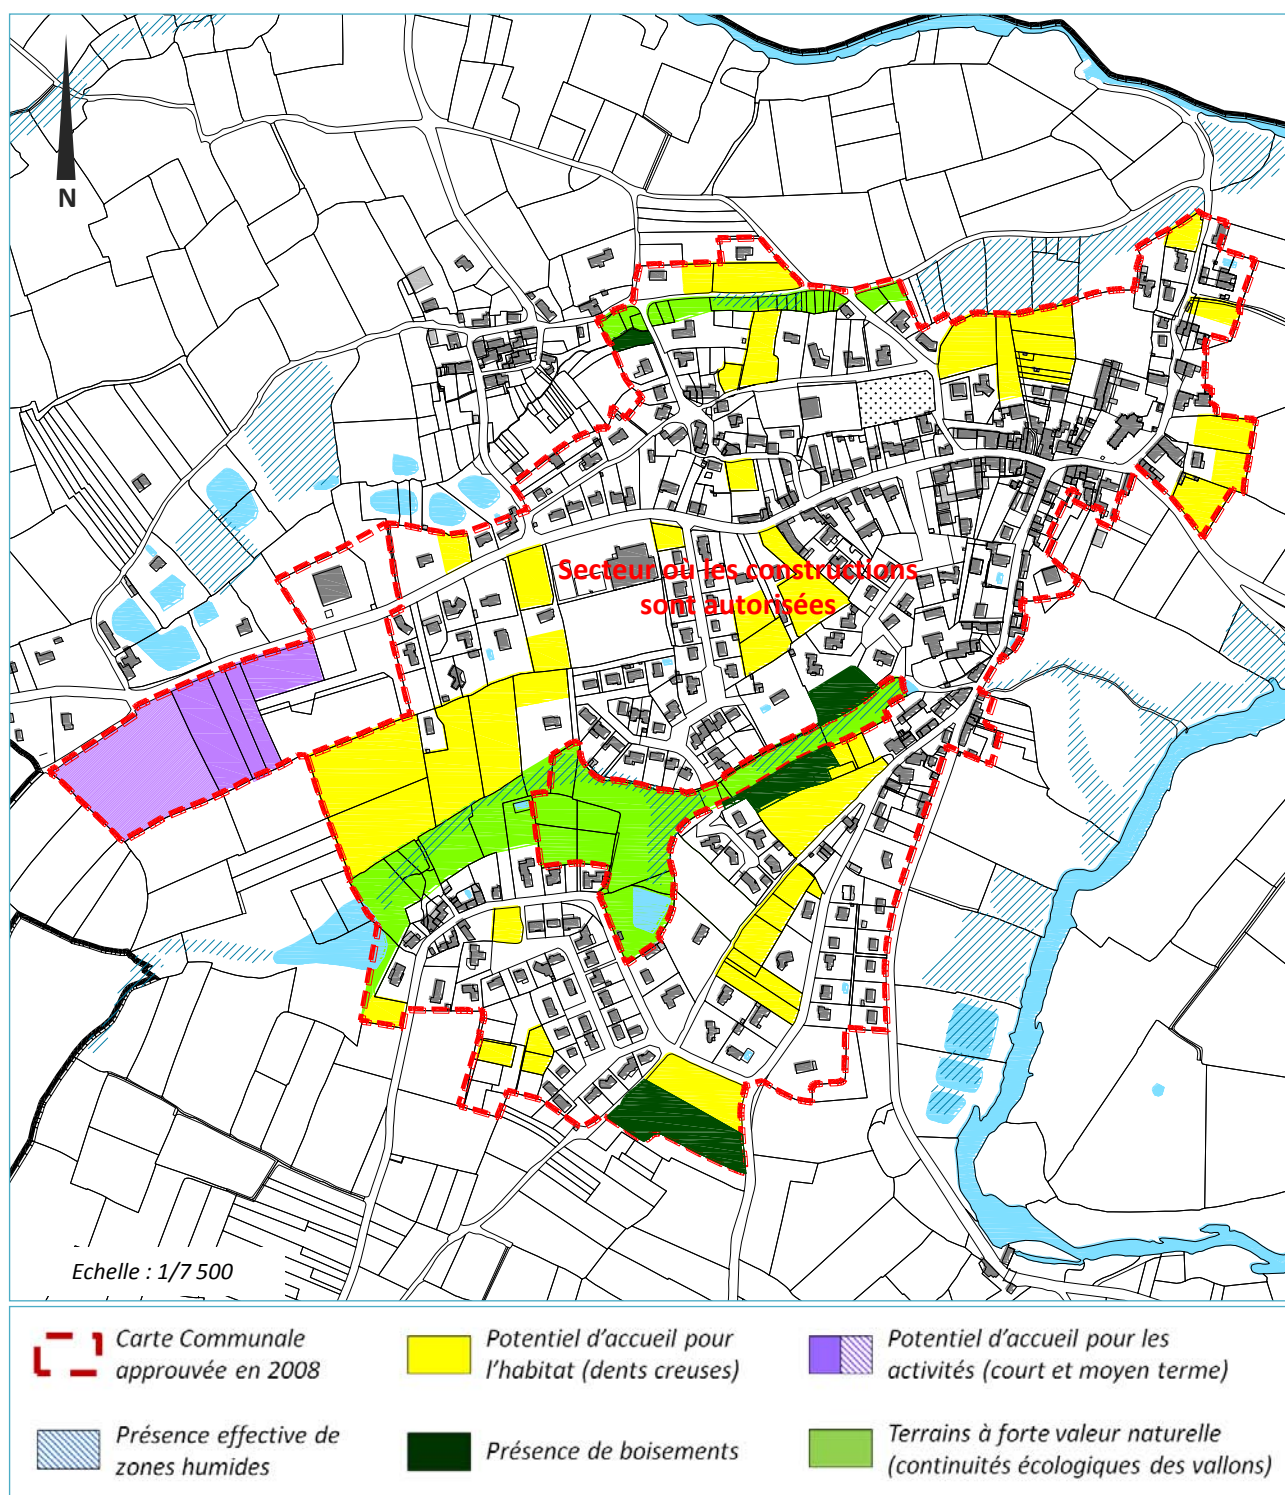 N
Secteur où les constructions
sont autorisées
Echelle : 1/7 500
Carte Communale
approuvée en 2008
Potentiel d'accueil pour
l'habitat (dents creuses)
Potentiel d'accueil pour les
activités (court et moyen terme)
Présence effective de
zones humides
Présence de boisements
Terrains à forte valeur naturelle
(continuités écologiques des vallons)